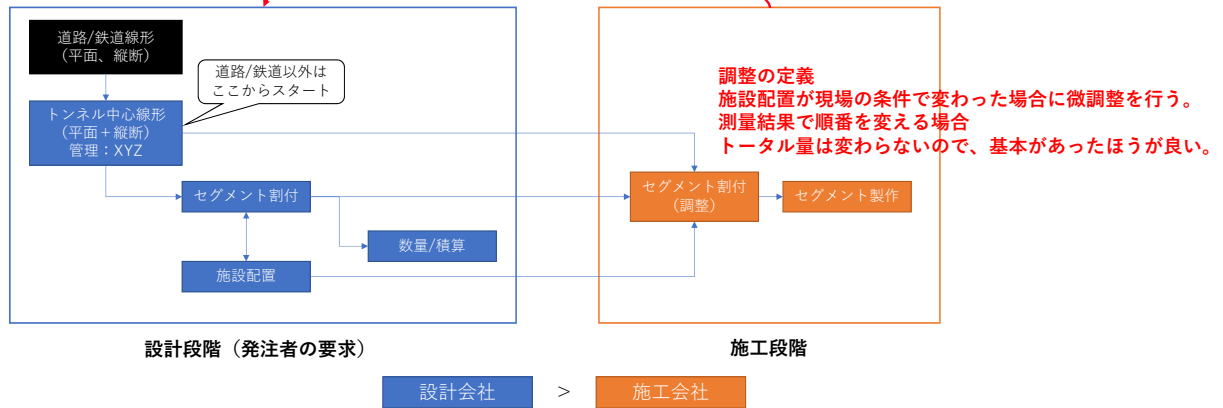 道路/鉄道線形
(平面、縦断)
道路/鉄道以外は
ここからスタート
トンネル中心線形
(平面+縦断)
管理：XYZ
セグメント割付
数量/積算
施設配置
設計段階（発注者の要求）
調整の定義
施設配置が現場の条件で変わった場合に微調整を行う。
測量結果で順番を変える場合
トータル量は変わらないので、基本があったほうが良い。
セグメント割付
(調整)
セグメント製作
施工段階
設計会社
>
施工会社